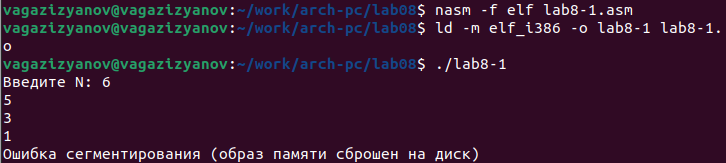 vagazizyanov@vagazizyanov:~/work/arch-pc/lab08$ nasm -f elf lab8-1.asm
vagazizyanov@vagazizyanov:~/work/arch-pc/lab08$ ld -m elf_i386 -o lab8-1 lab8-1.
o
vagazizyanov@vagazizyanov:~/work/arch-pc/lab08$ ./lab8-1
Введите N: 6
5
3
1
Ошибка сегментирования (образ памяти сброшен на диск)